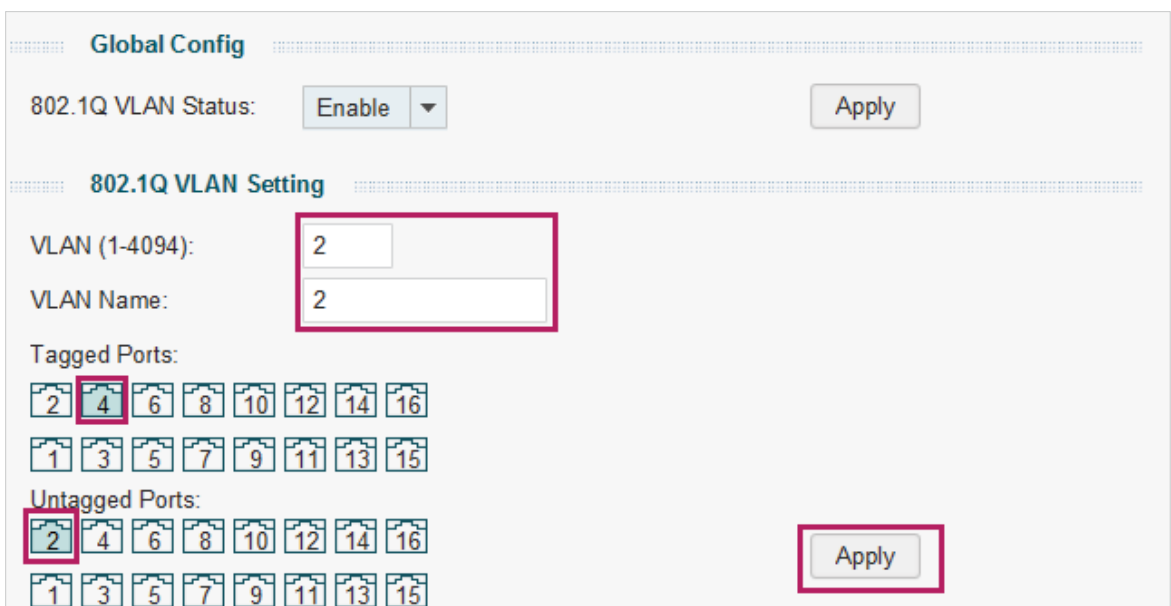 Global Config
802.1Q VLAN Status: Enable Apply
802.1Q VLAN Setting
VLAN (1-4094): 2
VLAN Name: 2
Tagged Ports:
2 4 6 8 10 12 14 16
1 3 5 7 9 11 13 15
Untagged Ports:
2 4 6 8 10 12 14 16
Apply
1 3 5 7 9 11 13 15